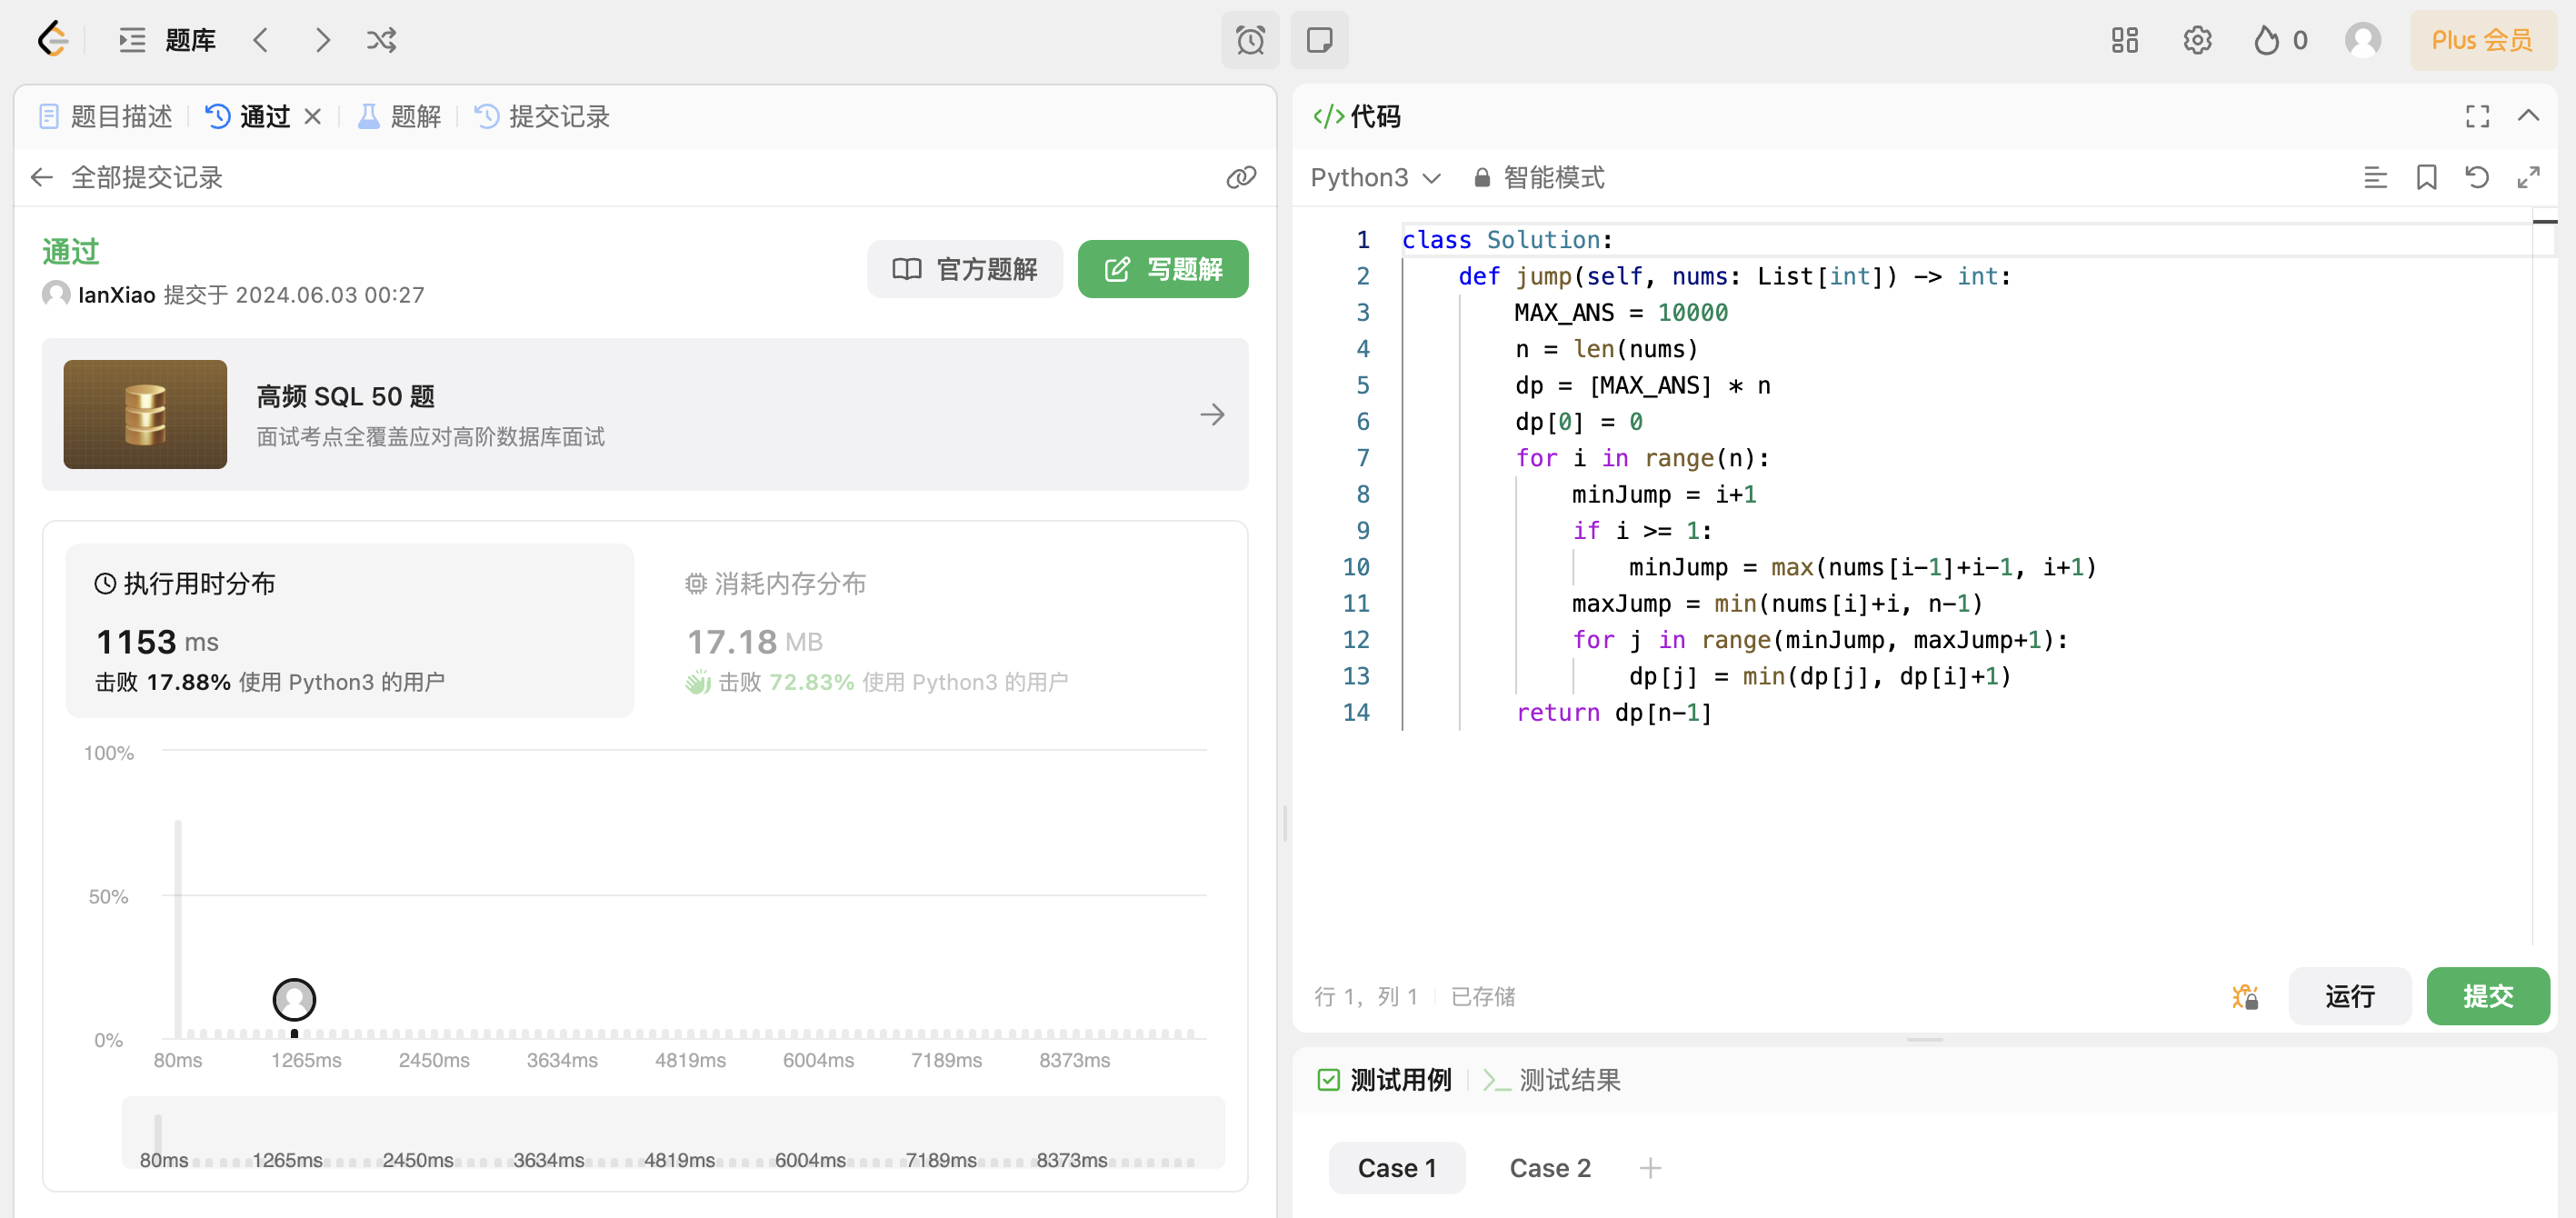 题库
0
Plus 会员
题目描述
通过
题解
提交记录
全部提交记录
通过
官方题解
写题解
IanXiao 提交于 2024.06.03 00:27
高频 SQL 50 题
面试考点全覆盖应对高阶数据库面试
执行用时分布
1153 ms
击败 17.88% 使用 Python3 的用户
消耗内存分布
17.18 MB
击败 72.83% 使用 Python3 的用户
100%
50%
0%
80ms 1265ms 2450ms 3634ms 4819ms 6004ms 7189ms 8373ms
80ms 1265ms 2450ms 3634ms 4819ms 6004ms 7189ms 8373ms
</> 代码
Python3 智能模式
1 class Solution:
2     def jump(self, nums: List[int]) -> int:
3         MAX_ANS = 10000
4         n = len(nums)
5         dp = [MAX_ANS] * n
6         dp[0] = 0
7         for i in range(n):
8             minJump = i+1
9             if i >= 1:
10                 minJump = max(nums[i-1]+i-1, i+1)
11             maxJump = min(nums[i]+i, n-1)
12             for j in range(minJump, maxJump+1):
13                 dp[j] = min(dp[j], dp[i]+1)
14         return dp[n-1]
行 1, 列 1 已存储
运行
提交
测试用例
测试结果
Case 1
Case 2